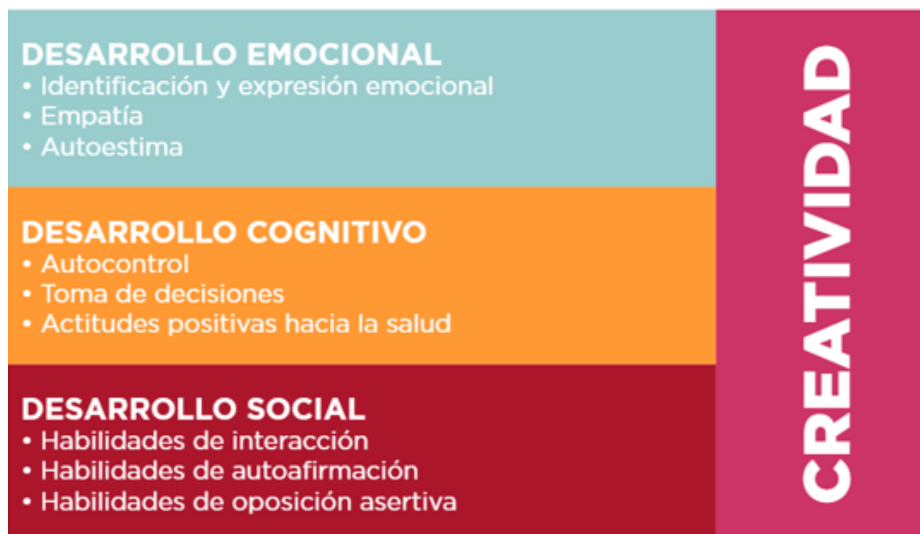 DESARROLLO EMOCIONAL
• Identificación y expresión emocional
• Empatía
• Autoestima
DESARROLLO COGNITIVO
• Autocontrol
• Toma de decisiones
• Actitudes positivas hacia la salud
DESARROLLO SOCIAL
• Habilidades de interacción
• Habilidades de autoafirmación
• Habilidades de oposición asertiva
CREATIVIDAD